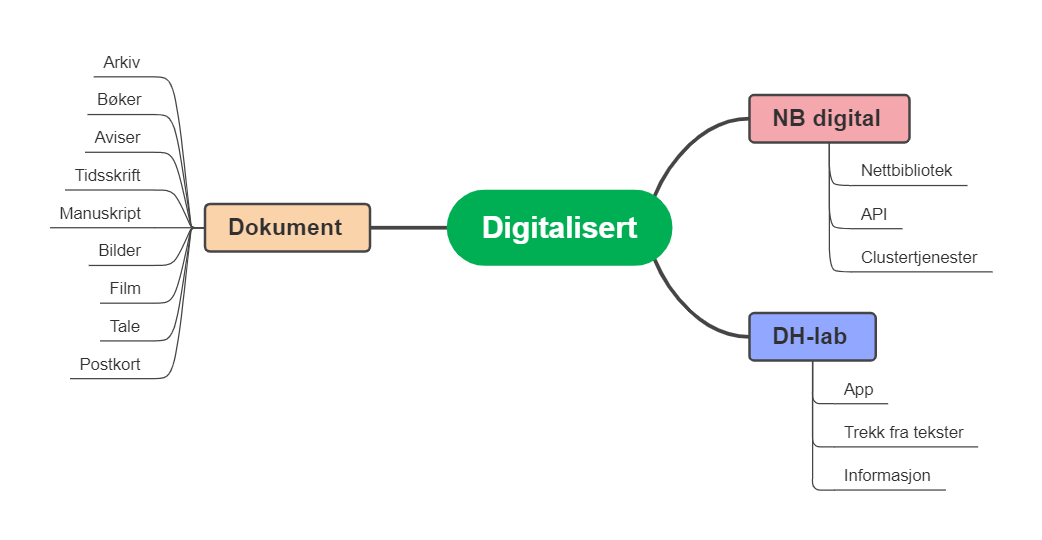 Digitalisert
Dokument
Arkiv
Bøker
Aviser
Tidsskrift
Manuskript
Bilder
Film
Tale
Postkort
NB digital
Nettbibliotek
API
Clustertjenester
DH-lab
App
Trekk fra tekster
Informasjon